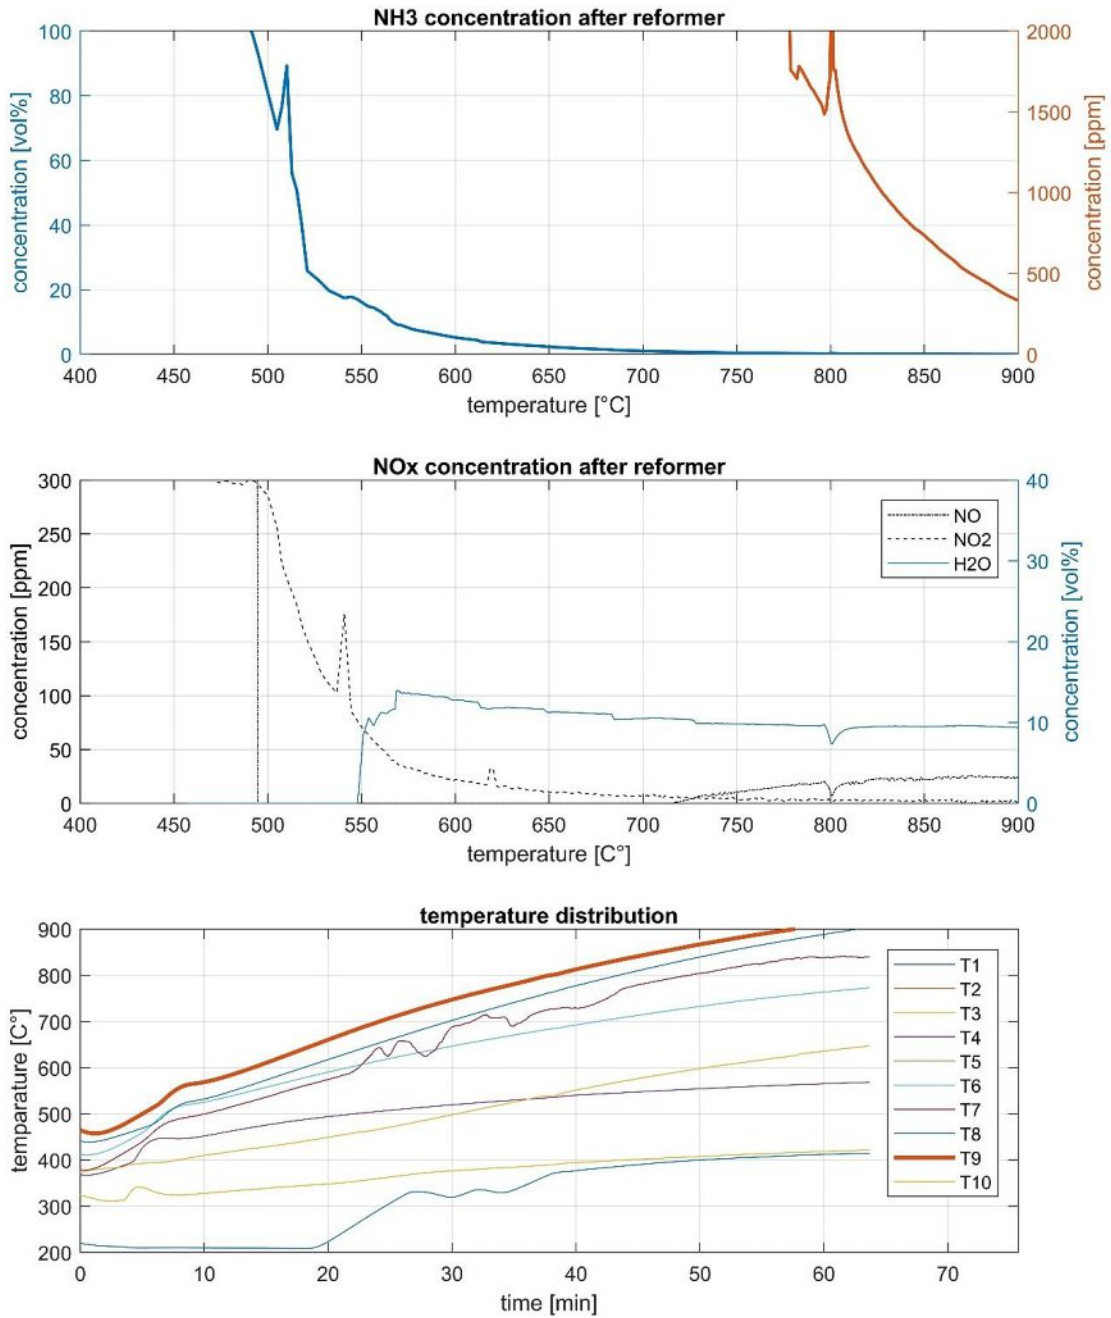 NH3 concentration after reformer
100
80
60
40
20
0
concentration [vol%]
2000
1500
1000
500
0
concentration [ppm]
400 450 500 550 600 650 700 750 800 850 900
temperature [°C]
NOx concentration after reformer
300
250
200
150
100
50
0
concentration [ppm]
NO
NO2
H2O
40
30
20
10
0
concentration [vol%]
400 450 500 550 600 650 700 750 800 850 900
temperature [C°]
temperature distribution
900
800
700
600
500
400
300
200
temparature [C°]
T1
T2
T3
T4
T5
T6
T7
T8
T9
T10
0 10 20 30 40 50 60 70
time [min]